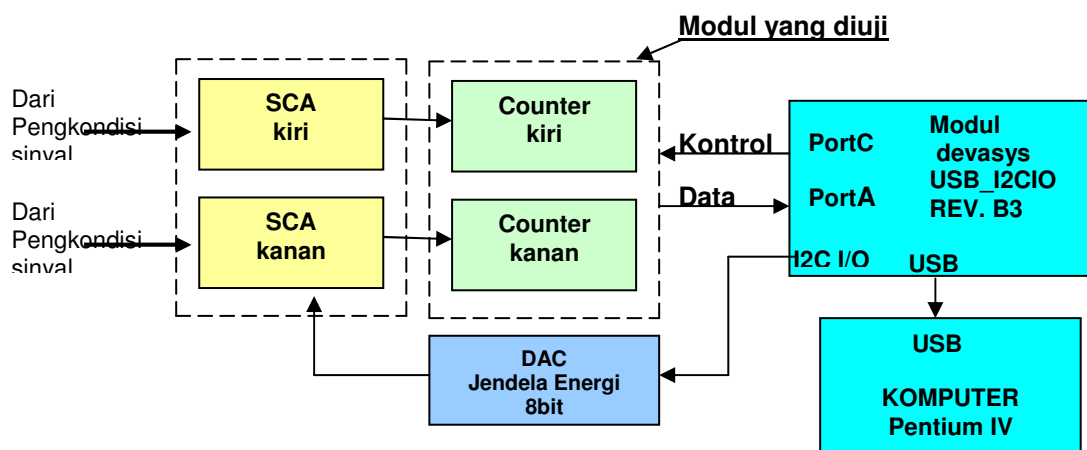 Modul yang diuji
Dari
Pengkondisi
sinyal
SCA
kiri
Counter
kiri
Kontrol
PortC
Modul
devasys
USB_I2CIO
REV. B3
Data
PortA
Dari
Pengkondisi
sinyal
SCA
kanan
Counter
kanan
I2C I/O
USB
DAC
Jendela Energi
8bit
USB
KOMPUTER
Pentium IV